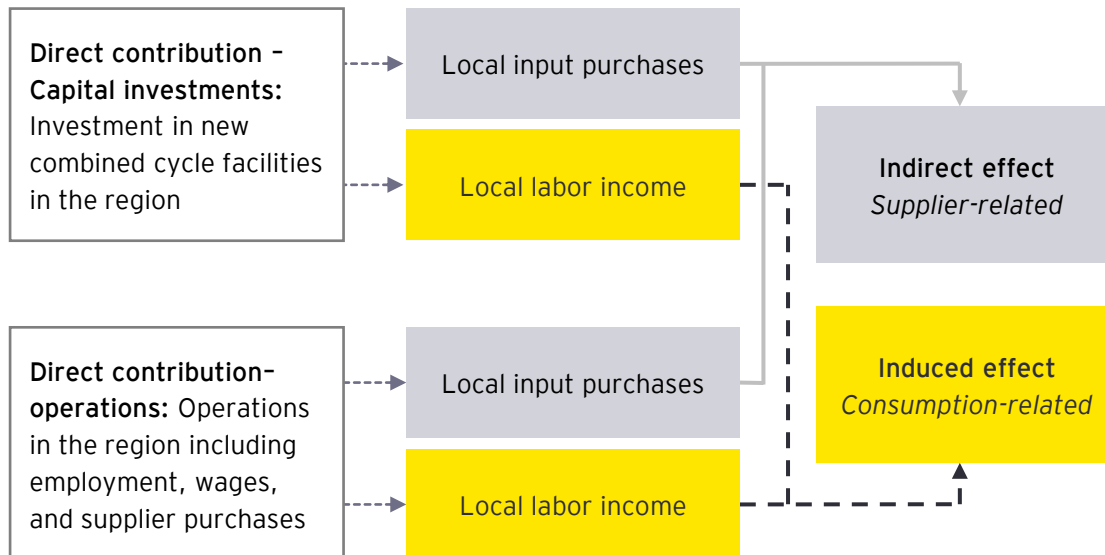 Direct contribution –
Capital investments:
Investment in new
combined cycle facilities
in the region
Local input purchases
Local labor income
Indirect effect
Supplier-related
Direct contribution–
operations: Operations
in the region including
employment, wages,
and supplier purchases
Local input purchases
Local labor income
Induced effect
Consumption-related